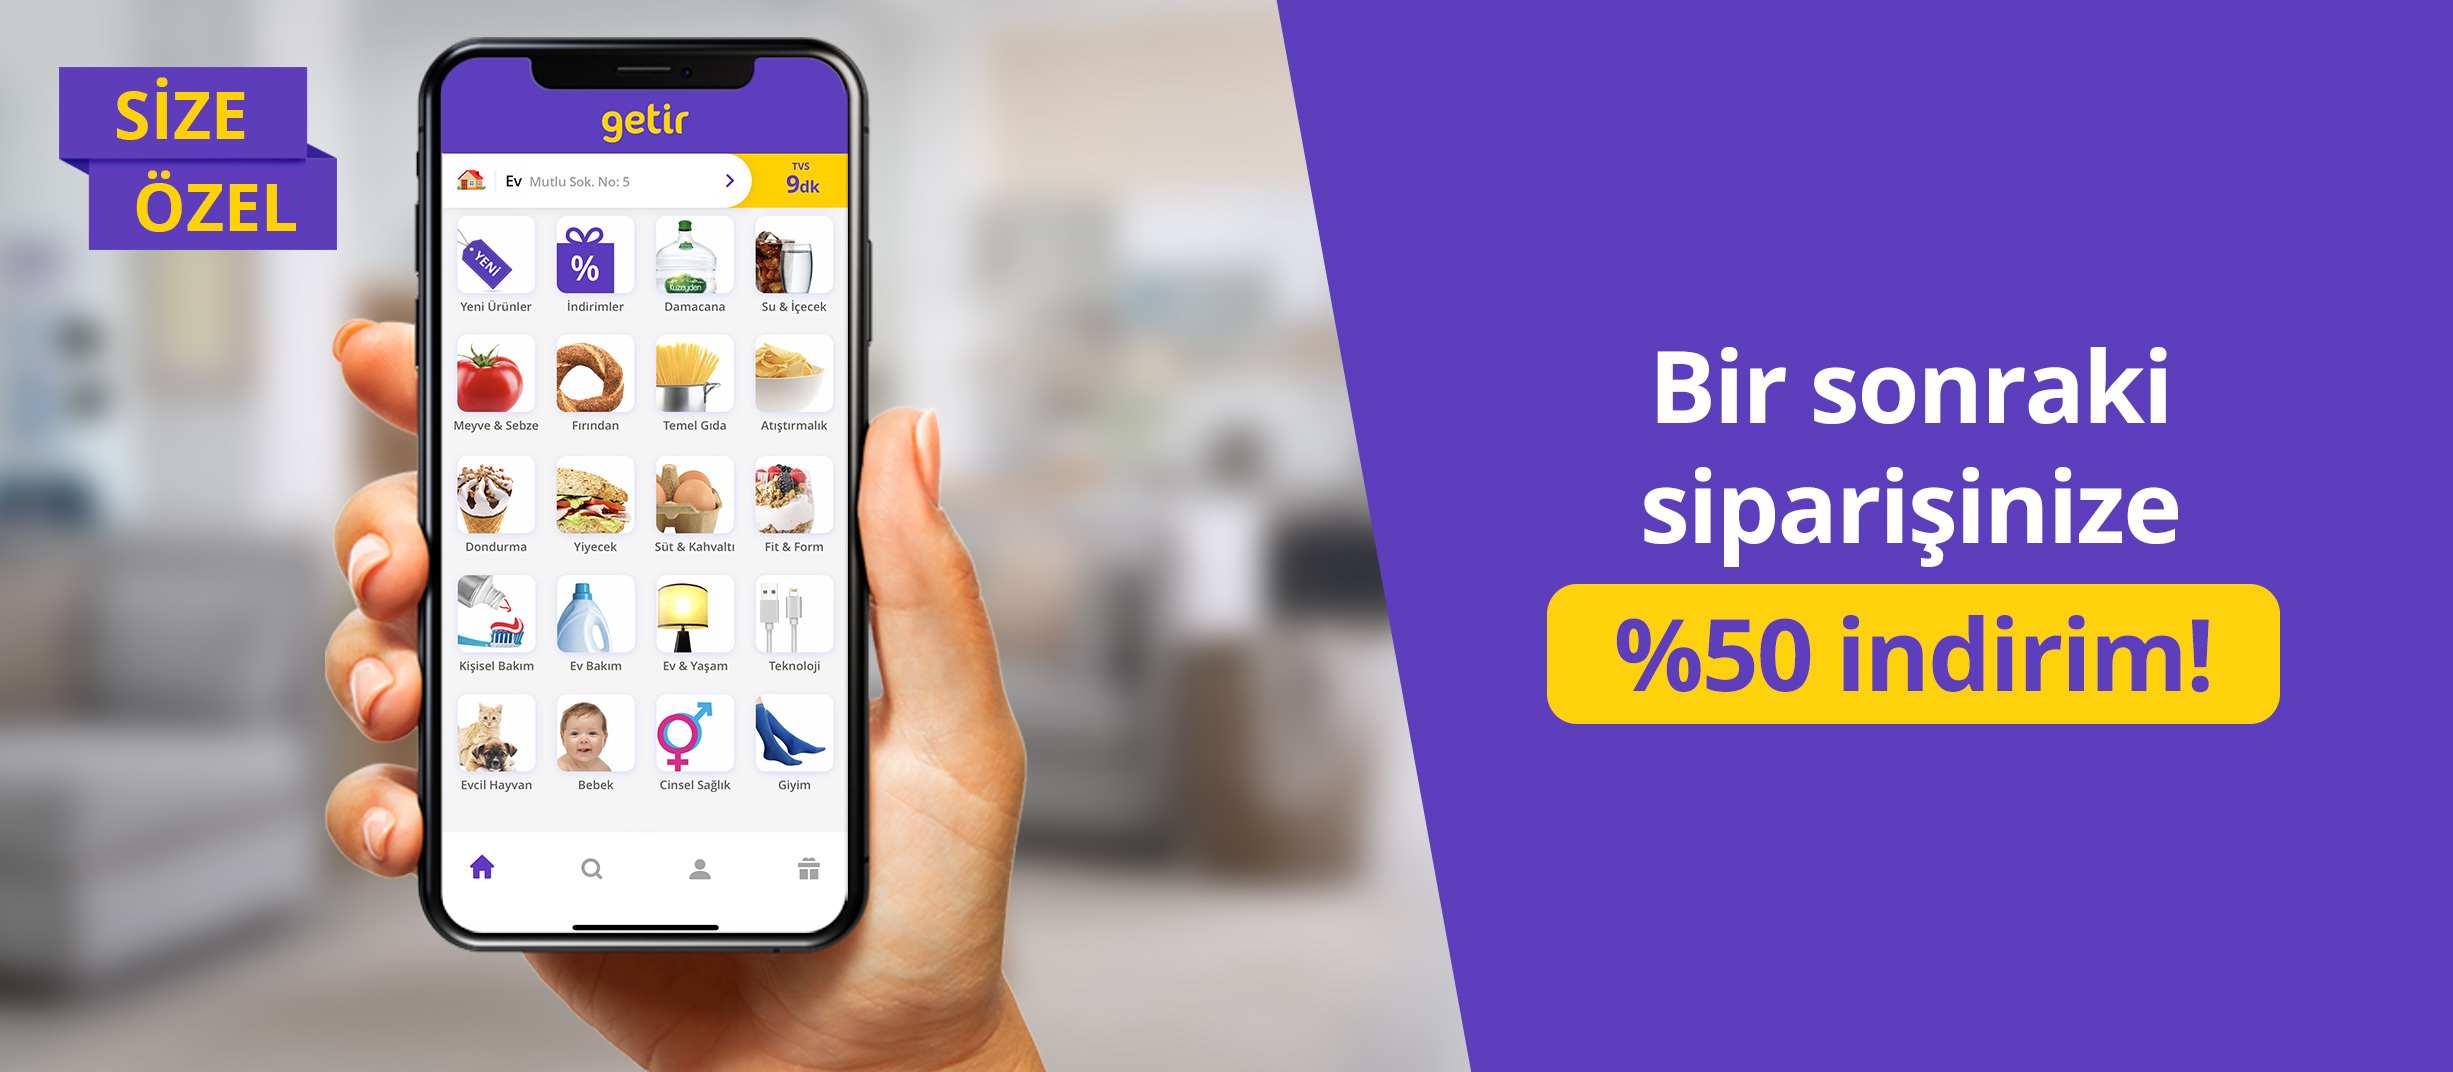 SİZE
ÖZEL
getir
Ev Mutlu Sok. No: 5
TVS
9dk
YENİ
%
Kuzeyden
Yeni Ürünler
İndirimler
Damacana
Su & İçecek
Meyve & Sebze
Fırından
Temel Gıda
Atıştırmalık
Dondurma
Yiyecek
Süt & Kahvaltı
Fit & Form
Kişisel Bakım
Ev Bakım
Ev & Yaşam
Teknoloji
Evcil Hayvan
Bebek
Cinsel Sağlık
Giyim
Bir sonraki
siparişinize
%50 indirim!